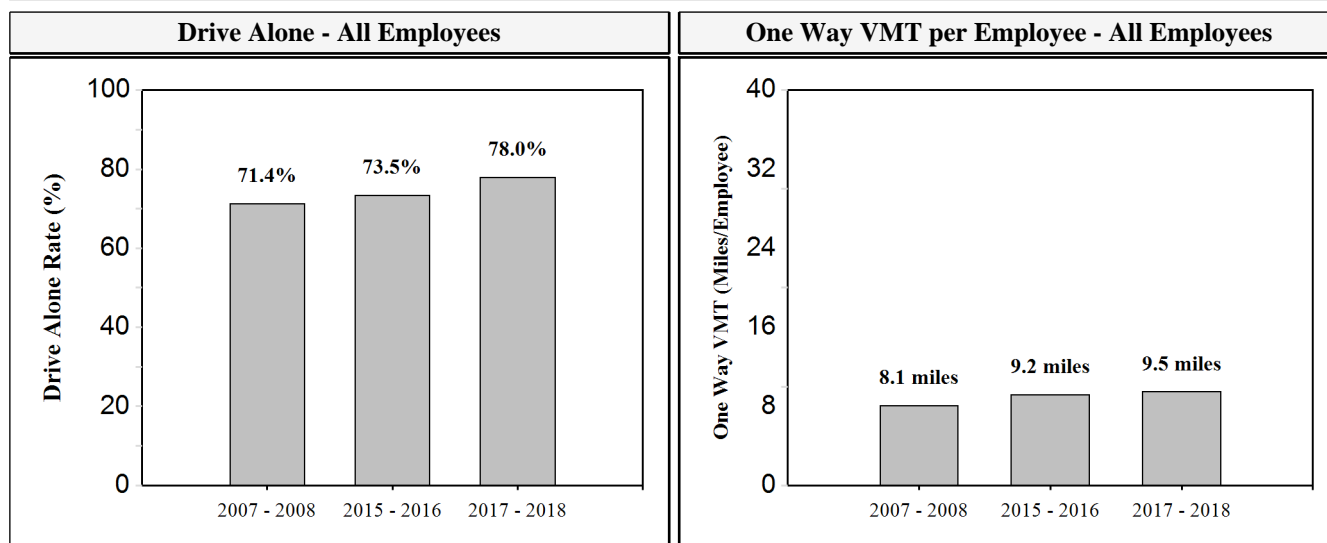 Drive Alone - All Employees
Drive Alone Rate (%)
100
80
60
40
20
0
71.4%
73.5%
78.0%
2007 - 2008
2015 - 2016
2017 - 2018
One Way VMT per Employee - All Employees
One Way VMT (Miles/Employee)
40
32
24
16
8
0
8.1 miles
9.2 miles
9.5 miles
2007 - 2008
2015 - 2016
2017 - 2018